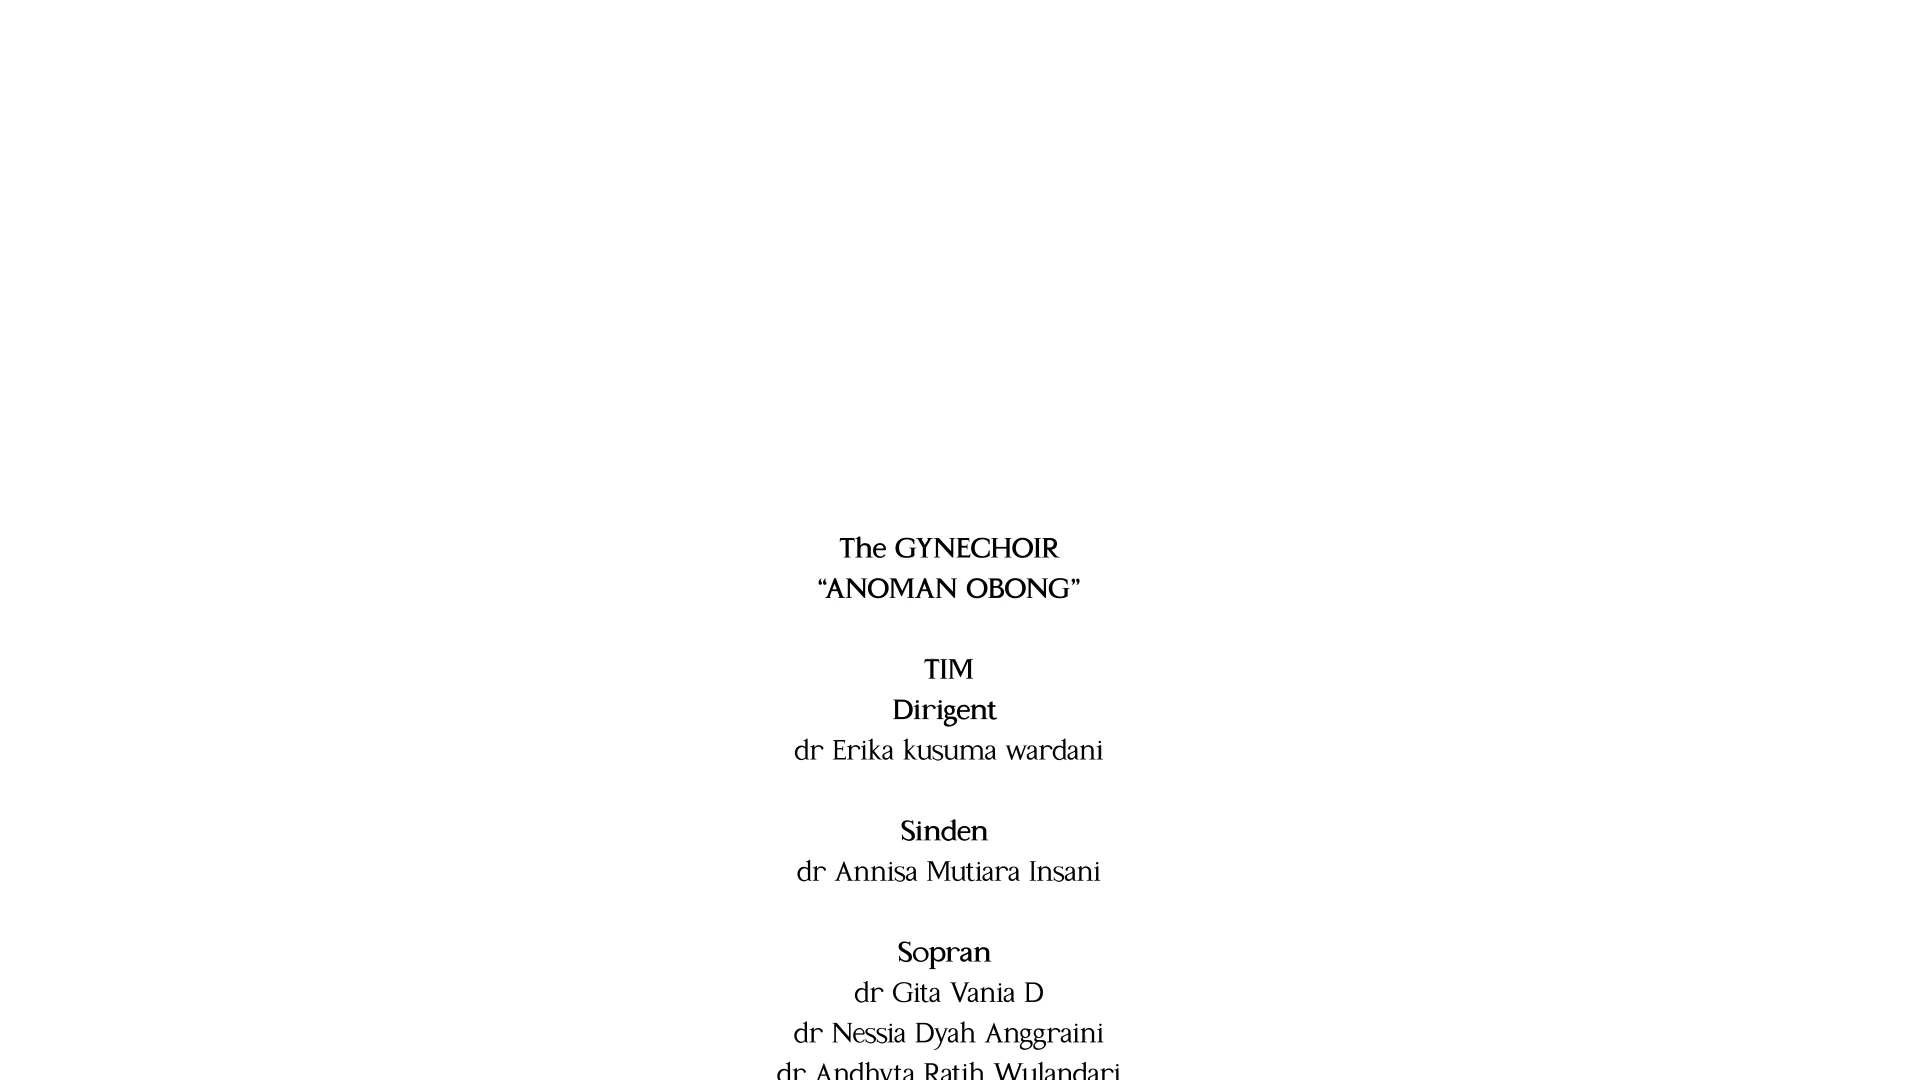 The GYNECHOIR
“ANOMAN OBONG”
TIM
Dirigent
dr Erika kusuma wardani
Sinden
dr Annisa Mutiara Insani
Sopran
dr Gita Vania D
dr Nessia Dyah Anggraini
dr Andhyta Ratih Wulandari